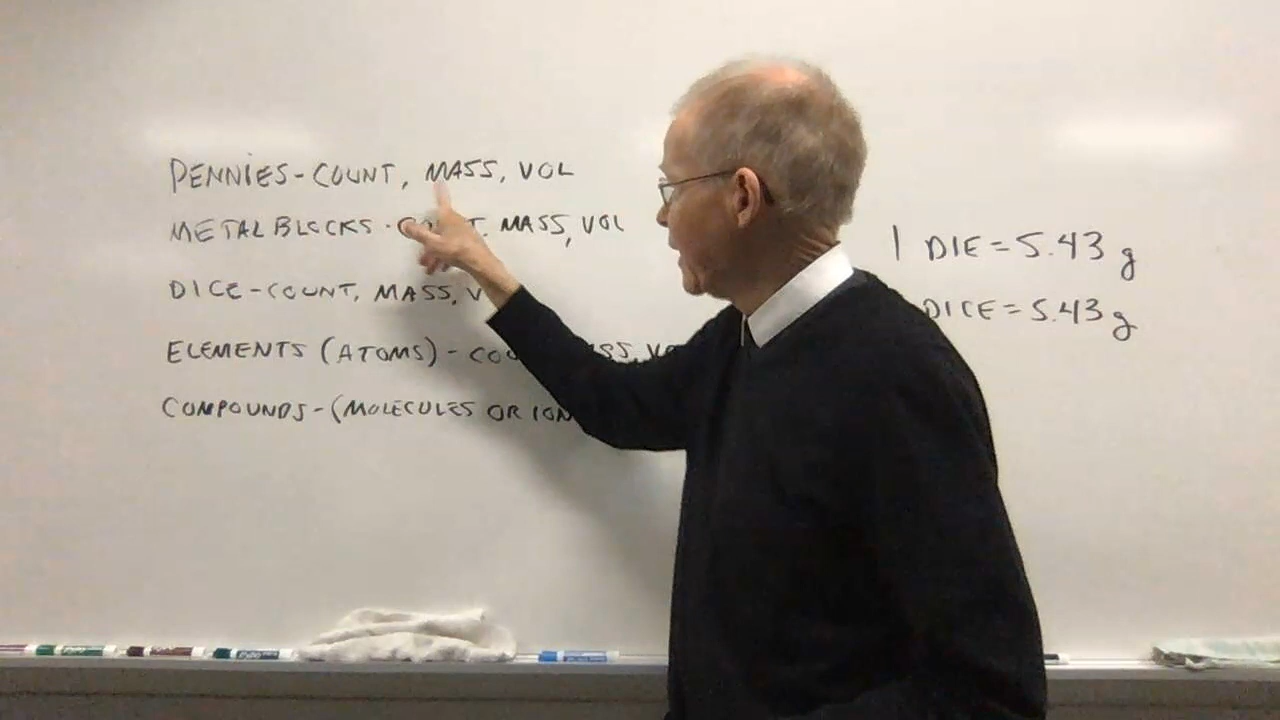 PENNIES - COUNT, MASS, VOL
METAL BLOCKS - MASS, VOL
DICE - COUNT, MASS,
ELEMENTS (ATOMS) -
COMPOUNDS - (MOLECULES OR
1 DIE = 5.43 g
DICE = 5.43 g